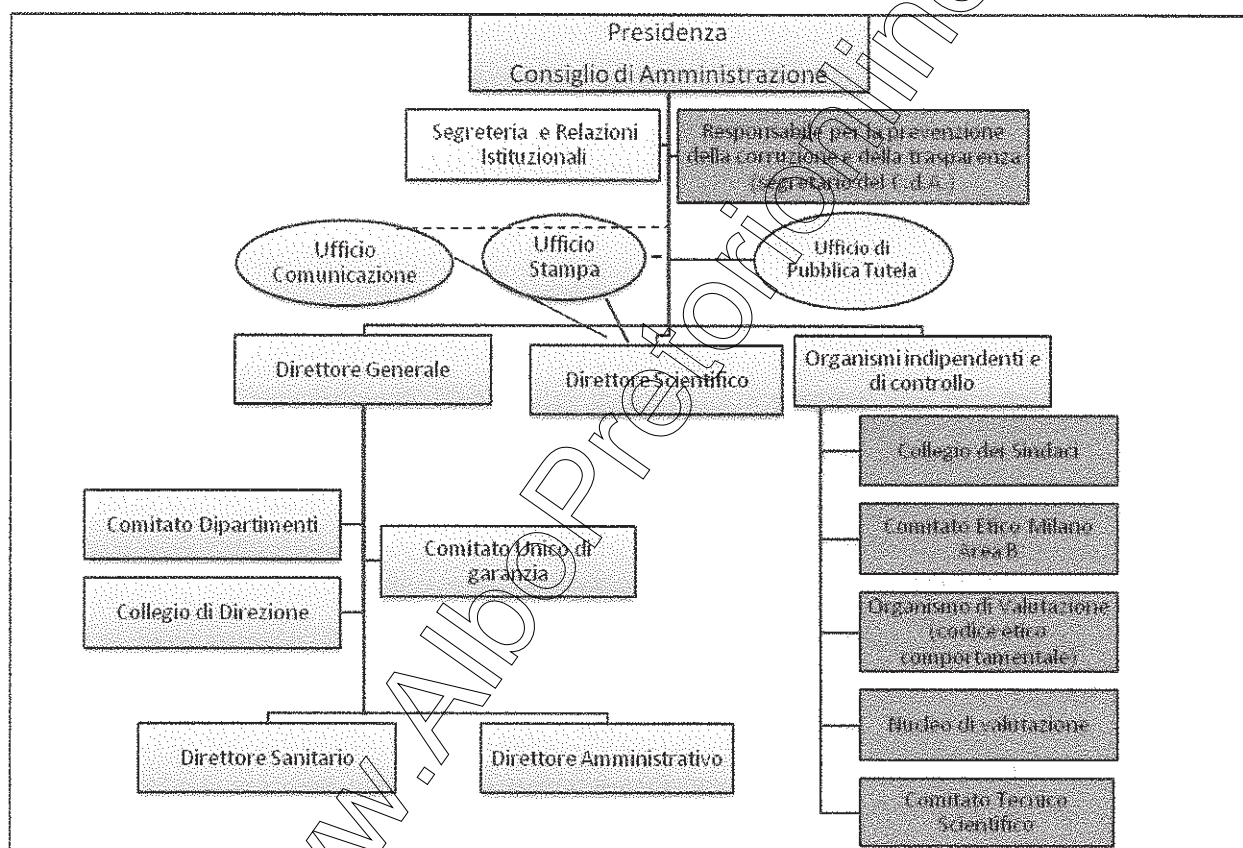 Presidenza
Consiglio di Amministrazione
Segreteria e Relazioni
Istituzionali
Responsabile per la prevenzione
della corruzione e della trasparenza
(segretario del C.d.A.)
Ufficio
Comunicazione
Ufficio
Stampa
Ufficio di
Pubblica Tutela
Direttore Generale
Direttore Scientifico
Organismi indipendenti e
di controllo
Collegio dei Sindaci
Comitato Dipartimenti
Comitato Unico di
garanzia
Comitato Etico Milano
Area B
Collegio di Direzione
Organismo di Valutazione
(codice etico
comportamentale)
Nucleo di valutazione
Direttore Sanitario
Direttore Amministrativo
Comitato Tecnico
Scientifico
w.AlboPretorionline